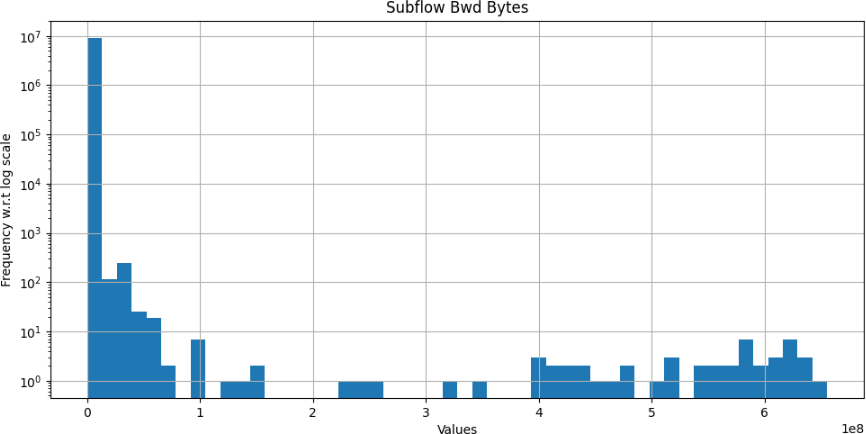 Subflow Bwd Bytes
Frequency w.r.t log scale
10⁷
10⁶
10⁵
10⁴
10³
10²
10¹
10⁰
0 1 2 3 4 5 6
1e8
Values